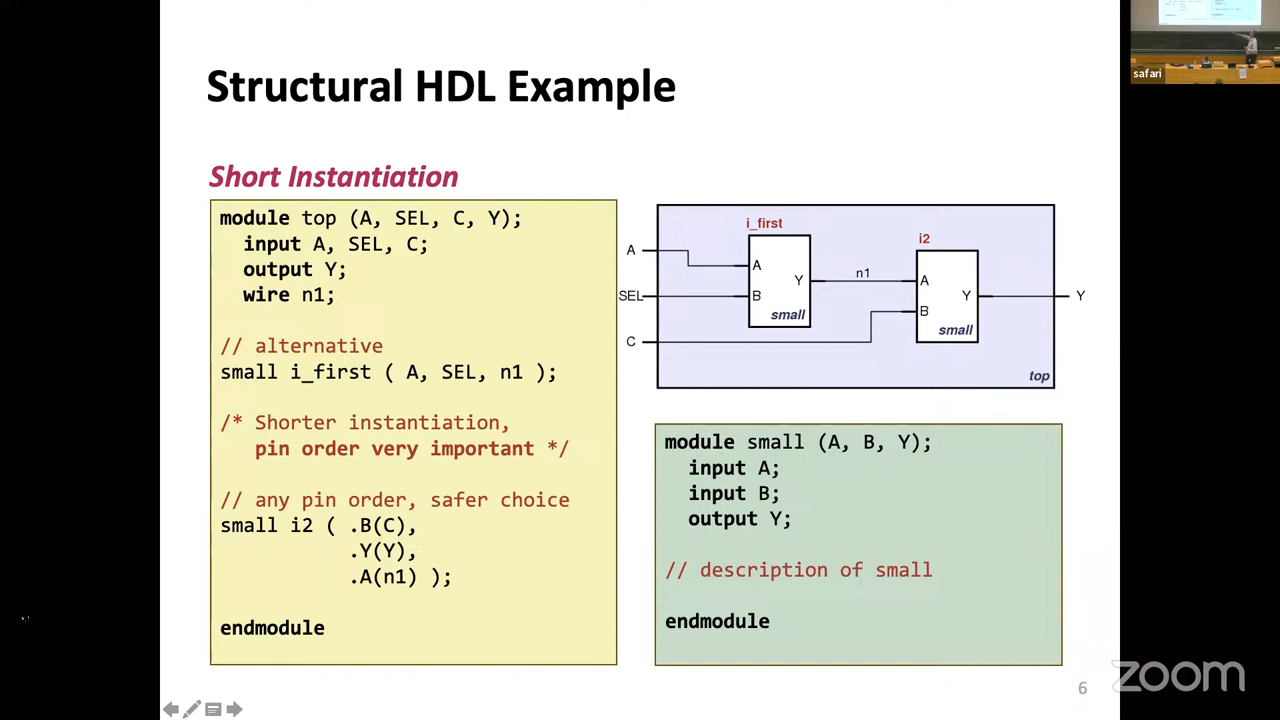 Structural HDL Example
Short Instantiation
module top (A, SEL, C, Y);
input A, SEL, C;
output Y;
wire n1;
// alternative
small i_first ( A, SEL, n1 );
/* Shorter instantiation,
pin order very important */
// any pin order, safer choice
small i2 ( .B(C),
.Y(Y),
.A(n1) );
endmodule
i_first
i2
A
A
Y
n1
A
SEL
B
Y
Y
B
small
small
C
top
module small (A, B, Y);
input A;
input B;
output Y;
// description of small
endmodule
6
safari
zoom